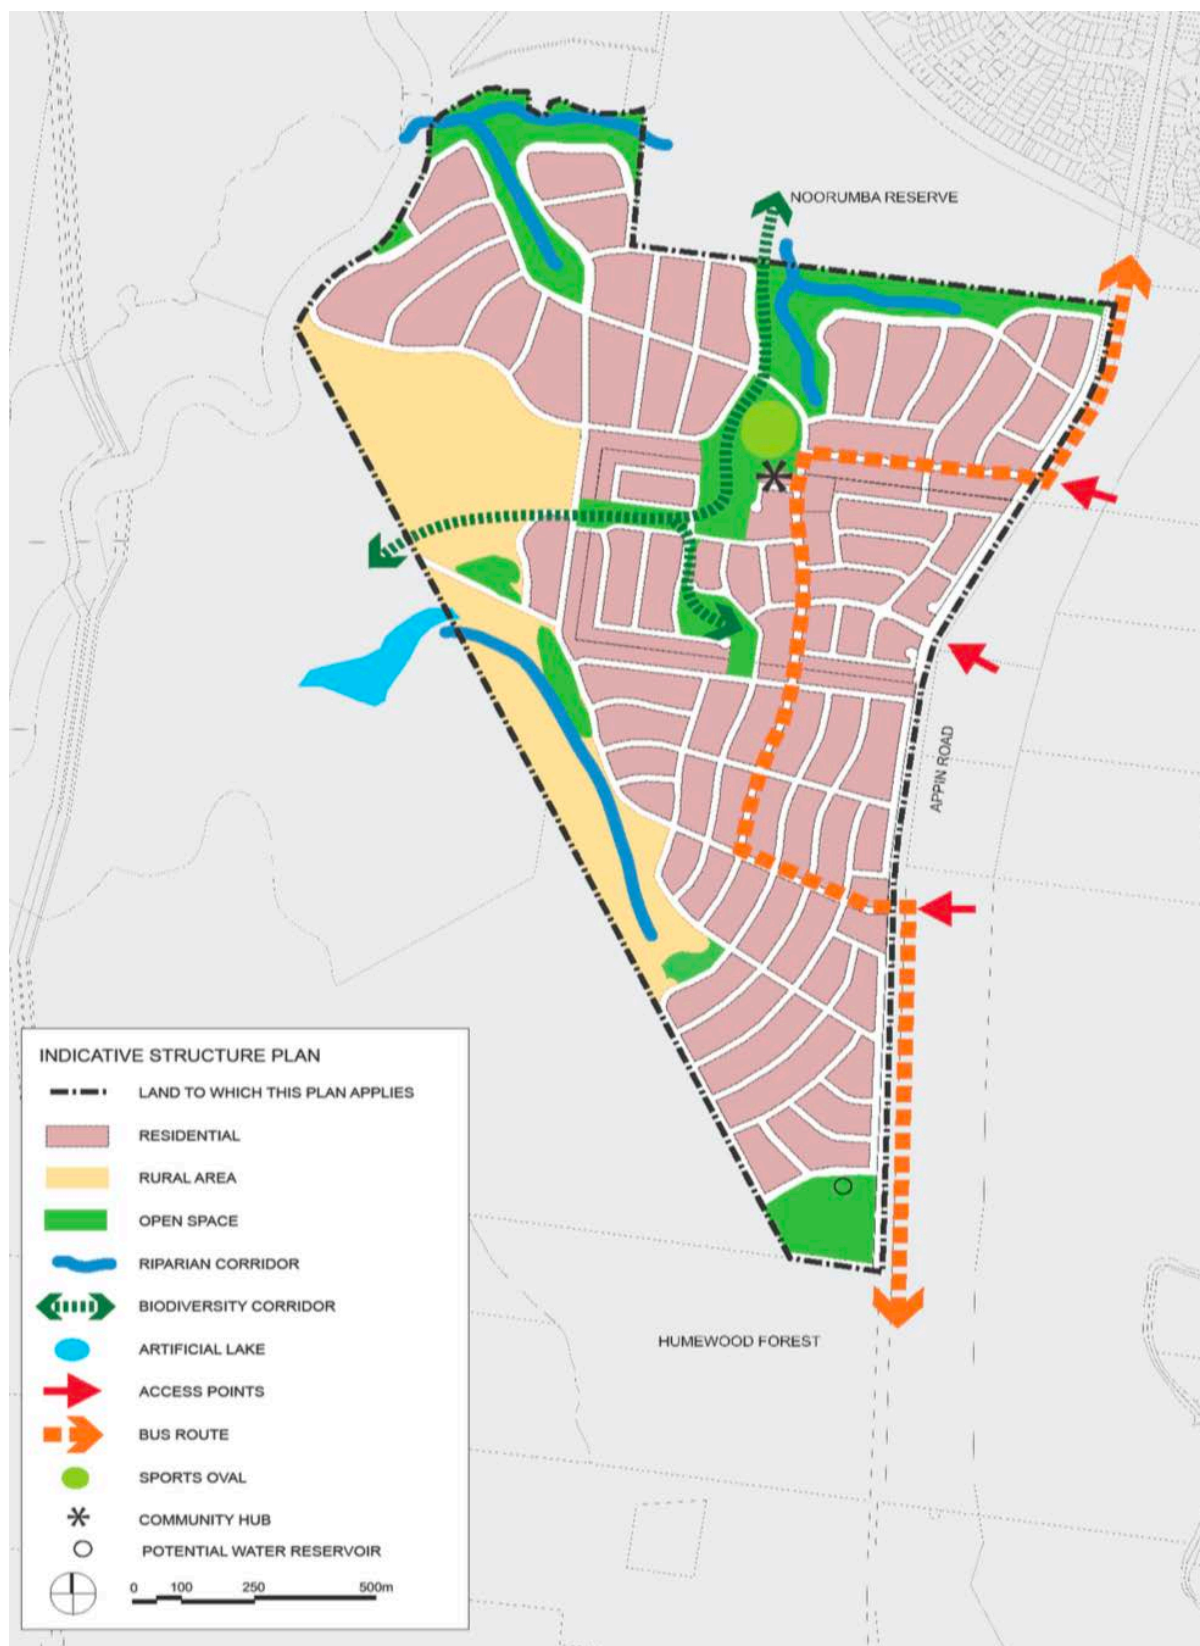 NOORUMBA RESERVE
APPIN ROAD
HUMEWOOD FOREST
INDICATIVE STRUCTURE PLAN
LAND TO WHICH THIS PLAN APPLIES
RESIDENTIAL
RURAL AREA
OPEN SPACE
RIPARIAN CORRIDOR
BIODIVERSITY CORRIDOR
ARTIFICIAL LAKE
ACCESS POINTS
BUS ROUTE
SPORTS OVAL
COMMUNITY HUB
POTENTIAL WATER RESERVOIR
0 100 250 500m